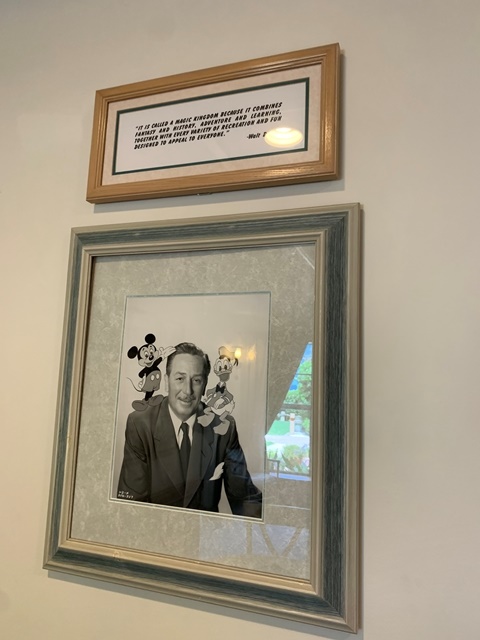 "IT IS CALLED A MAGIC KINGDOM BECAUSE IT COMBINES
FANTASY AND HISTORY, ADVENTURE AND LEARNING,
TOGETHER WITH EVERY VARIETY OF RECREATION AND FUN
DESIGNED TO APPEAL TO EVERYONE."
-Walt